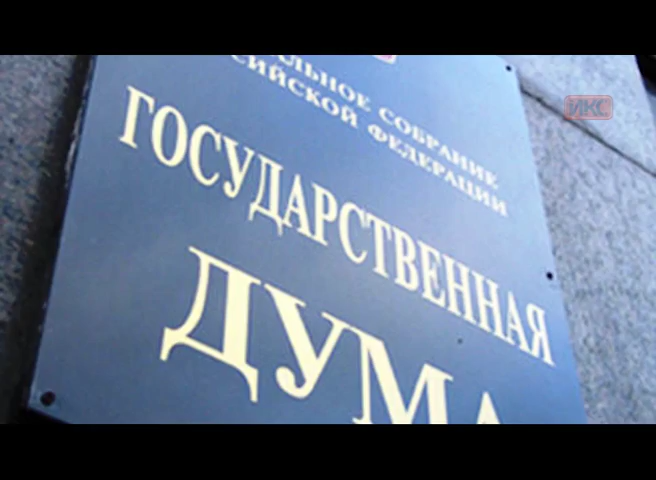 ЛЬНОЕ СОБРАНИЕ
СИЙСКОЙ ФЕДЕРАЦИИ
ГОСУДАРСТВЕННАЯ
ДУМА
ИКС